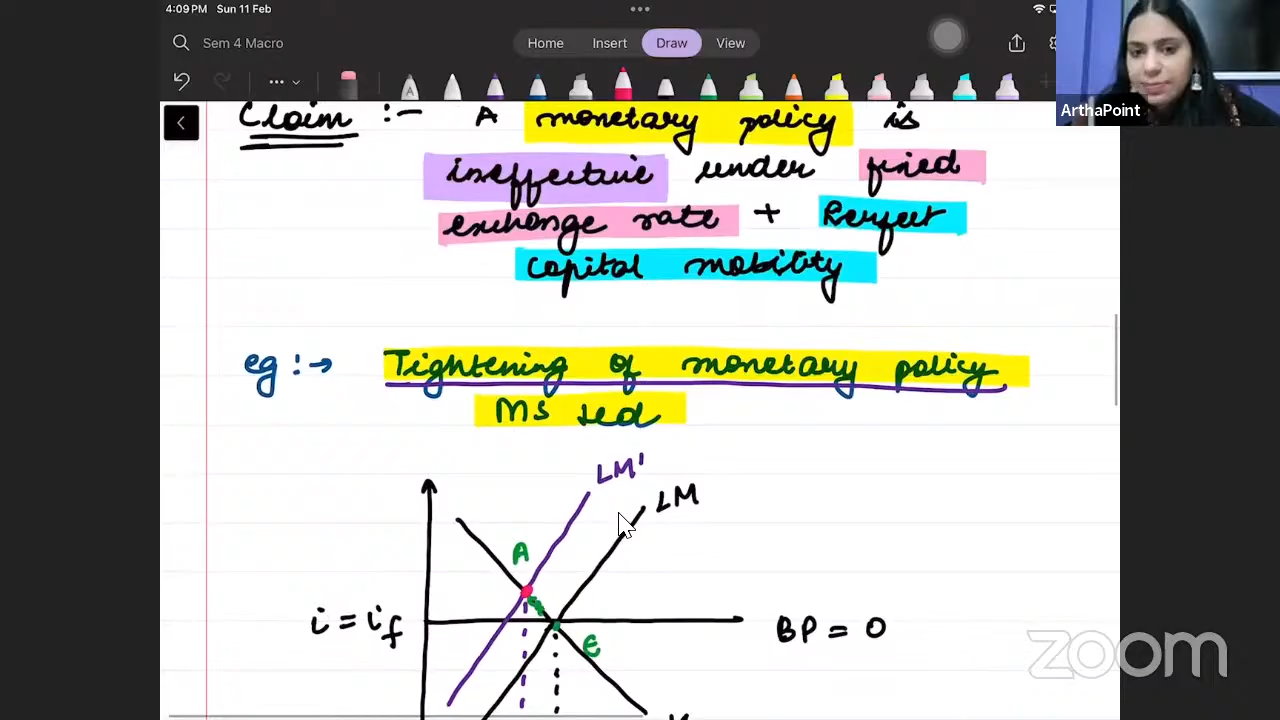 4:09 PM Sun 11 Feb
Sem 4 Macro
Home Insert Draw View
ArthaPoint
Claim :- A monetary policy is
ineffective under fixed
exchange rate + Perfect
capital mobility
eg :→ Tightening of monetary policy
MS ↓ed
LM'
LM
A
i = if
E
BP = 0
zoom